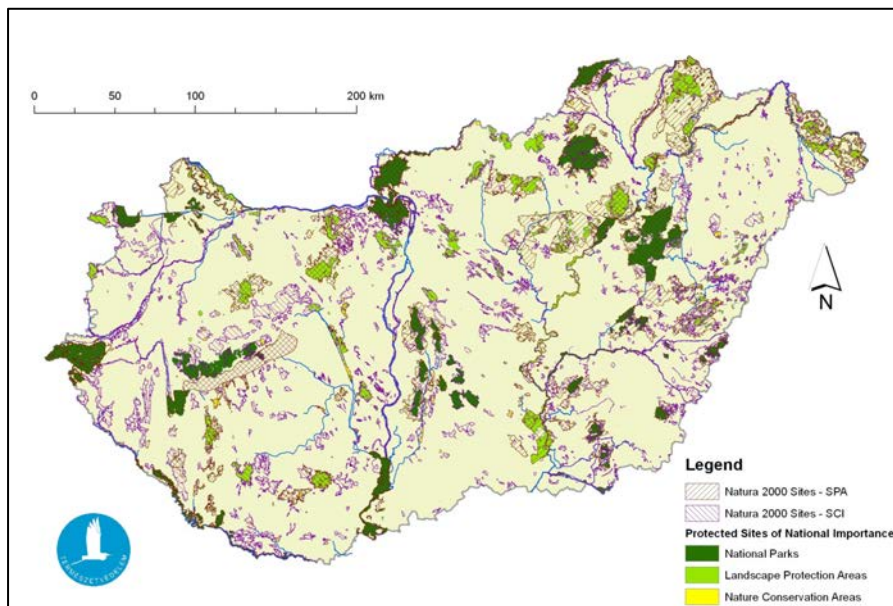 0 50 100 200 km
N
Legend
Natura 2000 Sites - SPA
Natura 2000 Sites - SCI
Protected Sites of National Importance
National Parks
Landscape Protection Areas
Nature Conservation Areas
TERMÉSZETVÉDELEM